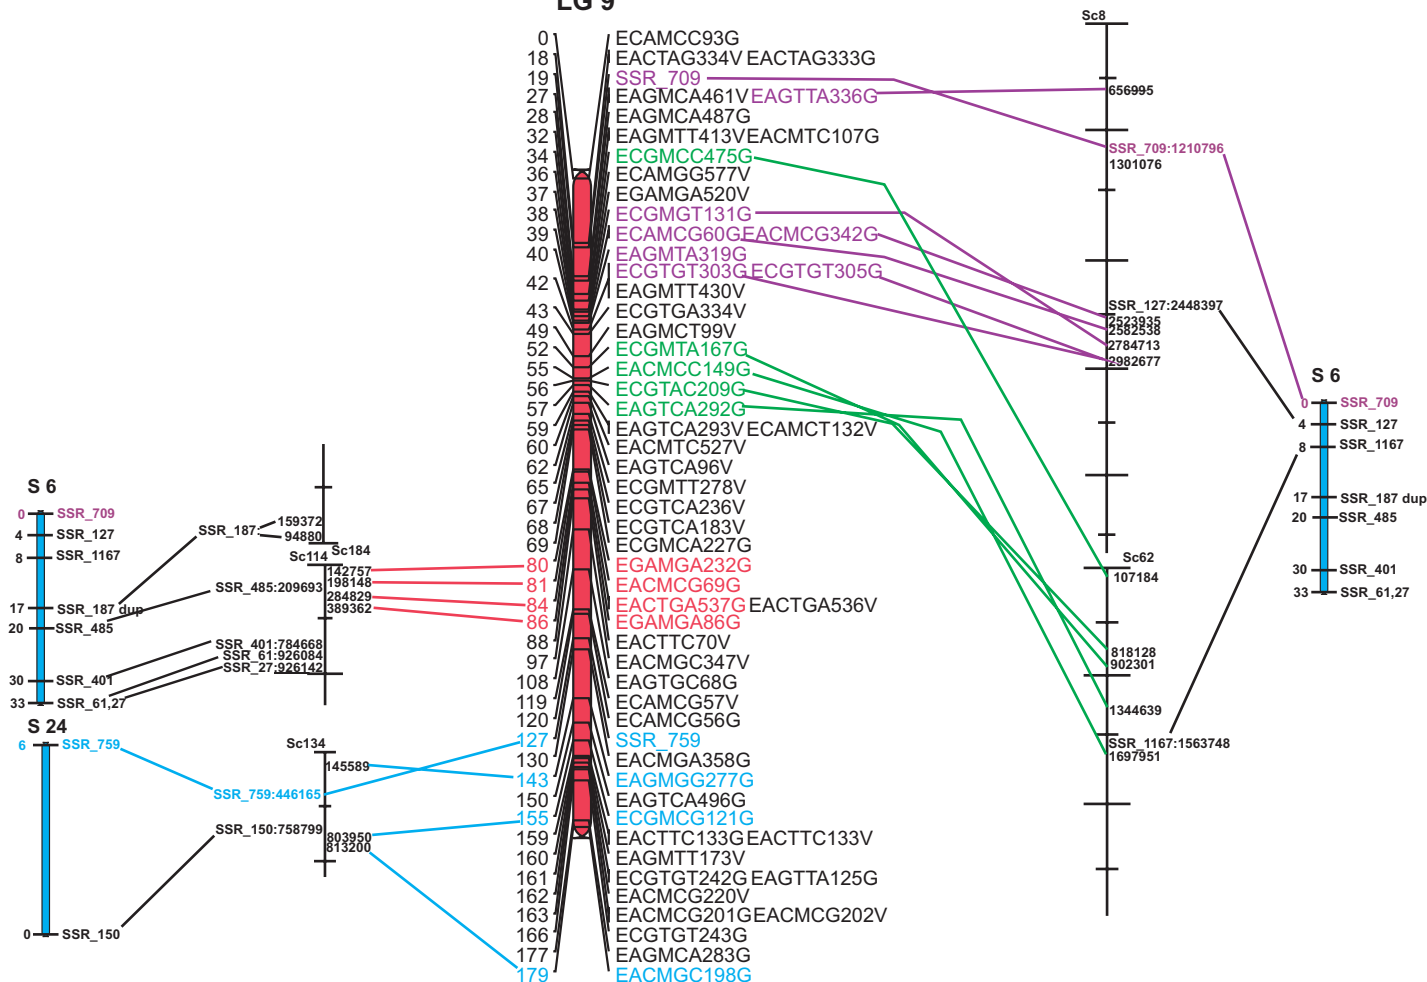 LG 9
0 ECAMCC93G
18 EACTAG334V EACTAG333G
19 SSR_709
27 EAGMCA461V EAGTTA336G
28 EAGMCA487G
32 EAGMTT413V EACMTC107G
34 ECGMCC475G
36 ECAMGG577V
37 EGAMGA520V
38 ECGMGT131G
39 ECAMCG60G EACMCG342G
40 EAGMTA319G
ECGTGT303G ECGTGT305G
42 EAGMTT430V
43 ECGTGA334V
49 EAGMCT99V
52 ECGMTA167G
55 EACMCC149G
56 ECGTAC209G
57 EAGTCA292G
59 EAGTCA293V ECAMCT132V
60 EACMTC527V
62 EAGTCA96V
65 ECGMTT278V
67 ECGTCA236V
68 ECGTCA183V
69 ECGMCA227G
80 EGAMGA232G
81 EACMCG69G
84 EACTGA537G EACTGA536V
86 EGAMGA86G
88 EACTTC70V
97 EACMGC347V
108 EAGTGC68G
119 ECAMCG57V
120 ECAMCG56G
127 SSR_759
130 EACMGA358G
143 EAGMGG277G
150 EAGTCA496G
155 ECGMCG121G
159 EACTTC133G EACTTC133V
160 EAGMTT173V
161 ECGTGT242G EAGTTA125G
162 EACMCG220V
163 EACMCG201G EACMCG202V
166 ECGTGT243G
177 EAGMCA283G
179 EACMGC198G
S 6
0 SSR_709
4 SSR_127
8 SSR_1167
17 SSR_187 dup
20 SSR_485
30 SSR_401
33 SSR_61,27
S 24
6 SSR_759
0 SSR_150
SSR_187:
159372
94880
Sc184
Sc114
142757
198148
SSR_485:209693
284829
389362
SSR_401:784668
SSR_61:926084
SSR_27:926142
Sc134
145589
SSR_759:446165
SSR_150:758799
803950
813200
Sc8
656995
SSR_709:1210796
1301076
SSR_127:2448397
2523935
2582538
2784713
2982677
Sc62
107184
818128
902301
1344639
SSR_1167:1563748
1697951
S 6
0 SSR_709
4 SSR_127
8 SSR_1167
17 SSR_187 dup
20 SSR_485
30 SSR_401
33 SSR_61,27